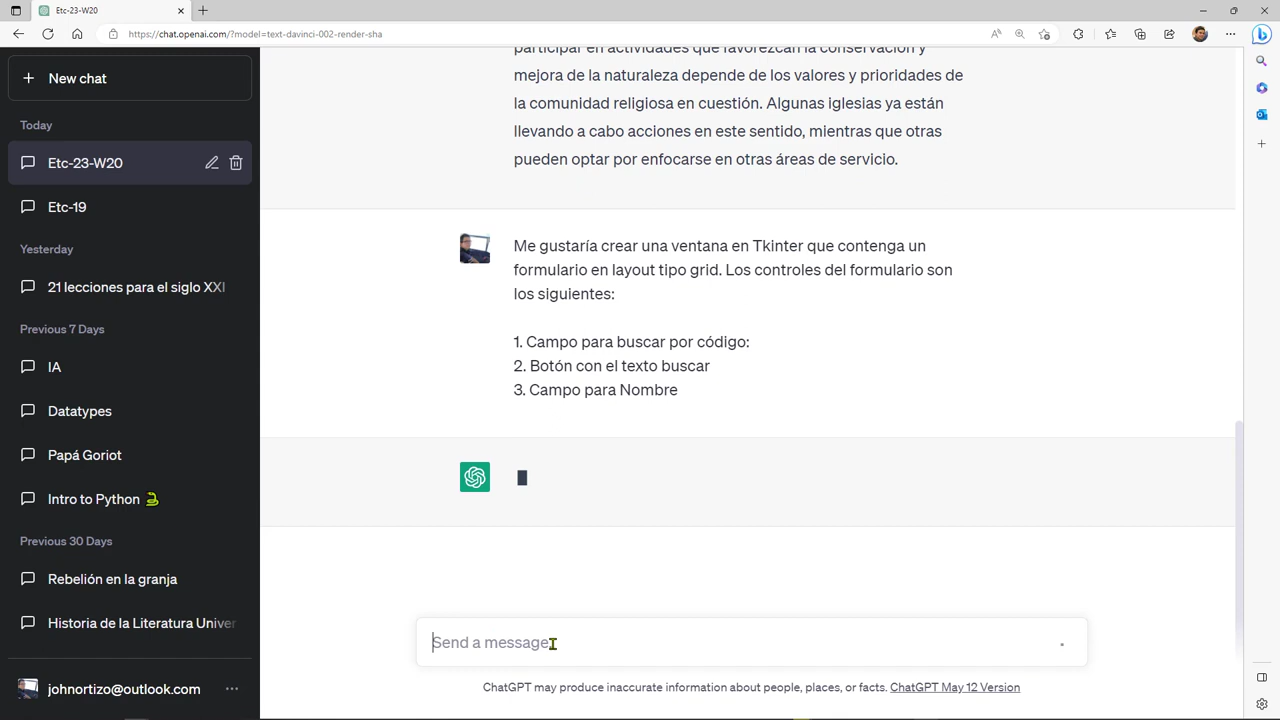 Etc-23-W20
https://chat.openai.com/?model=text-davinci-002-render-sha
New chat
Today
Etc-23-W20
Etc-19
Yesterday
21 lecciones para el siglo XXI
Previous 7 Days
IA
Datatypes
Papá Goriot
Intro to Python 🐍
Previous 30 Days
Rebelión en la granja
Historia de la Literatura Univer
johnortizo@outlook.com
participar en actividades que favorezcan la conservación y
mejora de la naturaleza depende de los valores y prioridades de
la comunidad religiosa en cuestión. Algunas iglesias ya están
llevando a cabo acciones en este sentido, mientras que otras
pueden optar por enfocarse en otras áreas de servicio.
Me gustaría crear una ventana en Tkinter que contenga un
formulario en layout tipo grid. Los controles del formulario son
los siguientes:
1. Campo para buscar por código:
2. Botón con el texto buscar
3. Campo para Nombre
Send a message
ChatGPT may produce inaccurate information about people, places, or facts. ChatGPT May 12 Version